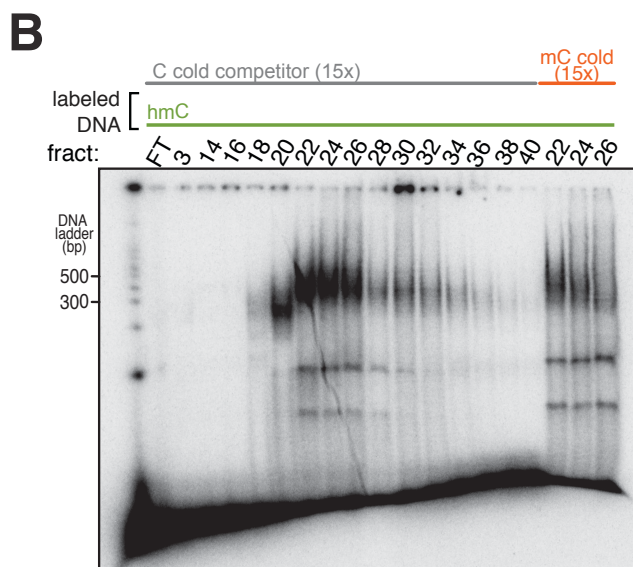 B
C cold competitor (15x)
mC cold
(15x)
labeled
DNA
hmC
fract: FT 3 14 16 18 20 22 24 26 28 30 32 34 36 38 40 22 24 26
DNA
ladder
(bp)
500
300